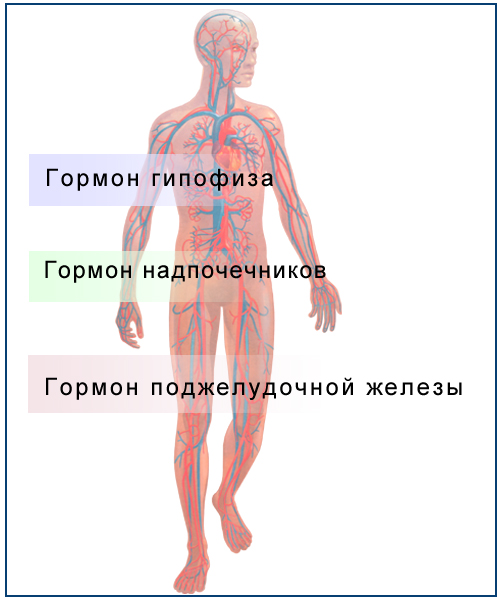 Гормон гипофиза
Гормон надпочечников
Гормон поджелудочной железы